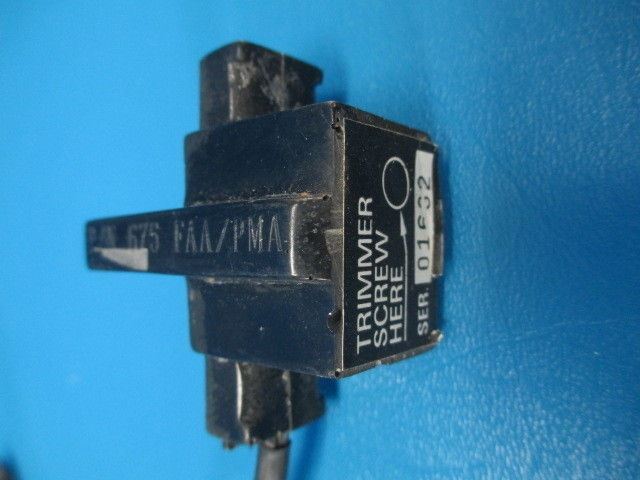 P/N 675 FAA/PMA
TRIMMER
SCREW
HERE
SER. 01632